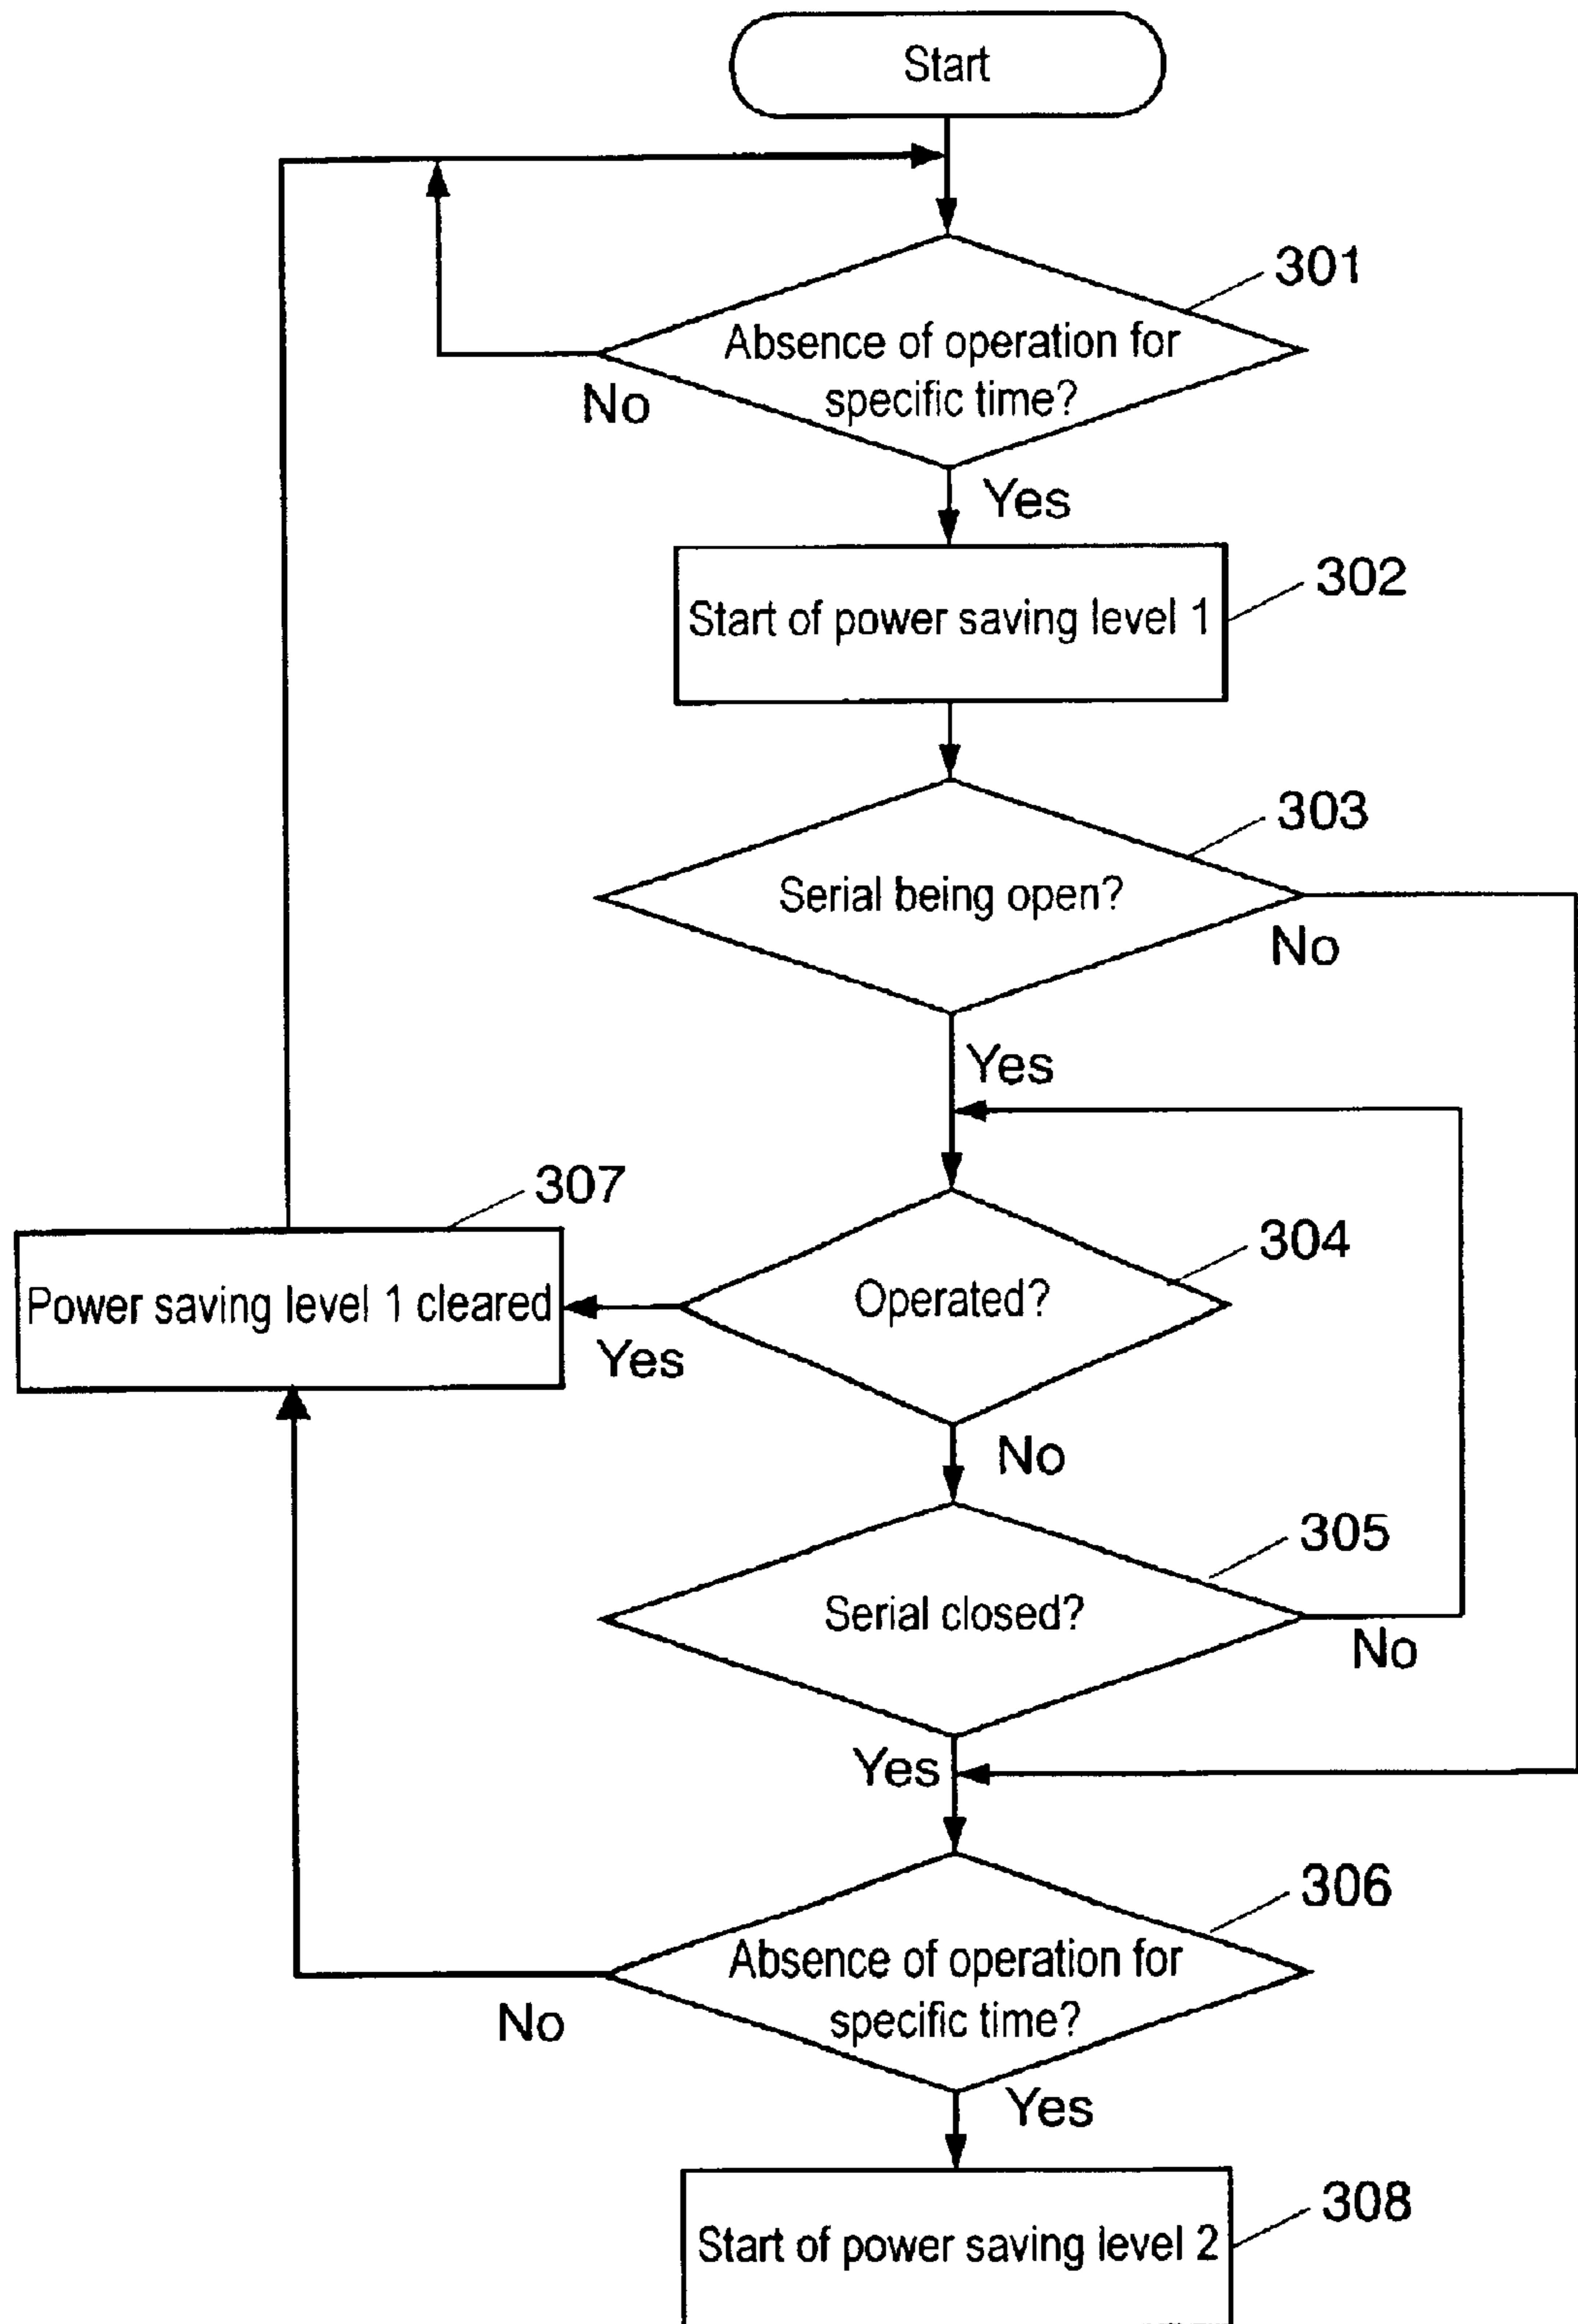 Start
301
Absence of operation for
specific time?
No
Yes
302
Start of power saving level 1
303
Serial being open?
No
Yes
307
304
Power saving level 1 cleared
Operated?
Yes
No
305
Serial closed?
No
Yes
306
Absence of operation for
specific time?
No
Yes
308
Start of power saving level 2